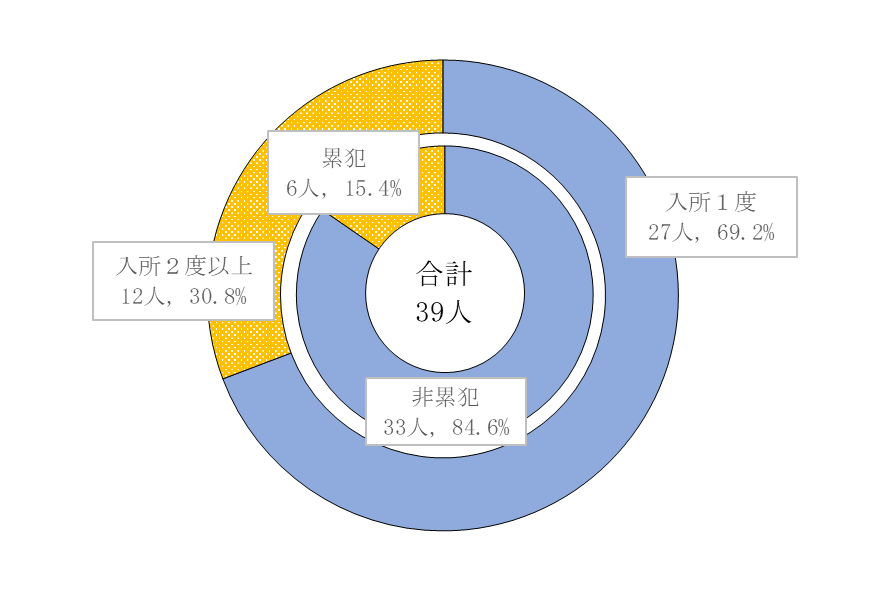 累犯
6人, 15.4%
入所１度
27人, 69.2%
入所２度以上
12人, 30.8%
合計
39人
非累犯
33人, 84.6%